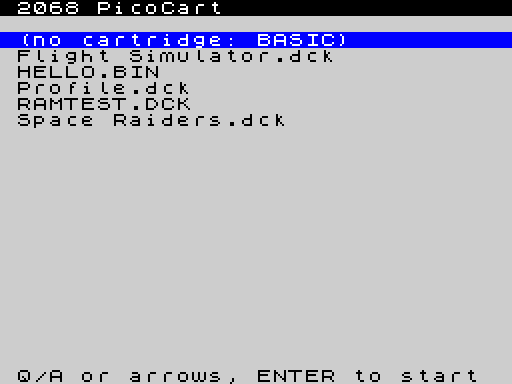 2068 PicoCart
(no cartridge: BASIC)
Flight Simulator.dck
HELLO.BIN
Profile.dck
RAMTEST.DCK
Space Raiders.dck
Q/A or arrows, ENTER to start